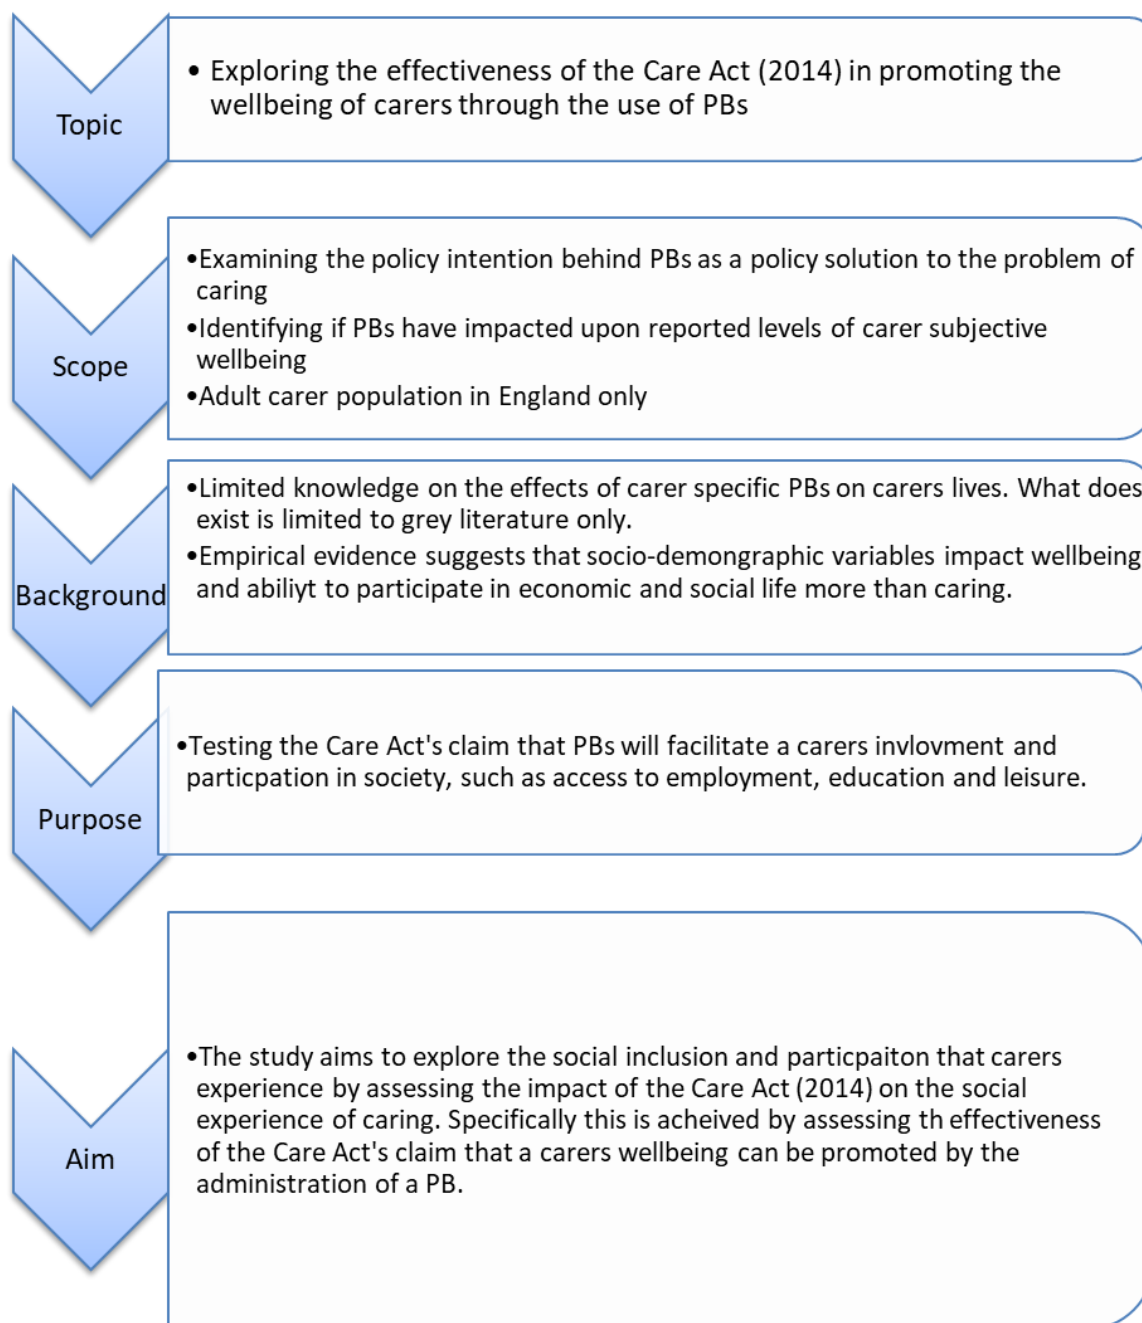 Topic
• Exploring the effectiveness of the Care Act (2014) in promoting the
wellbeing of carers through the use of PBs
Scope
•Examining the policy intention behind PBs as a policy solution to the problem of
caring
•Identifying if PBs have impacted upon reported levels of carer subjective
wellbeing
•Adult carer population in England only
Background
•Limited knowledge on the effects of carer specific PBs on carers lives. What does
exist is limited to grey literature only.
•Empirical evidence suggests that socio-demongraphic variables impact wellbeing
and abiliyt to participate in economic and social life more than caring.
Purpose
•Testing the Care Act's claim that PBs will facilitate a carers invlovment and
particpation in society, such as access to employment, education and leisure.
Aim
•The study aims to explore the social inclusion and particpaiton that carers
experience by assessing the impact of the Care Act (2014) on the social
experience of caring. Specifically this is acheived by assessing th effectiveness
of the Care Act's claim that a carers wellbeing can be promoted by the
administration of a PB.